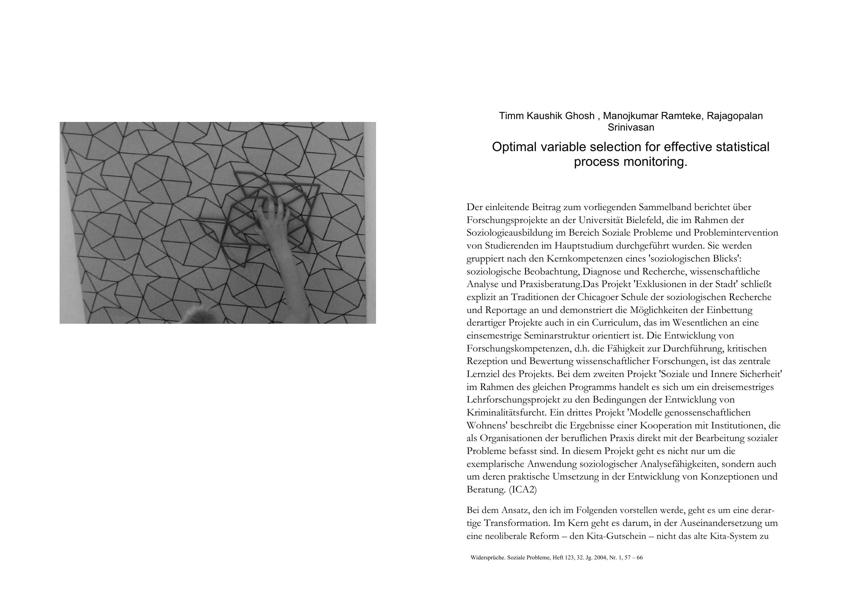 Timm Kaushik Ghosh , Manojkumar Ramteke, Rajagopalan
Srinivasan
Optimal variable selection for effective statistical
process monitoring.
Der einleitende Beitrag zum vorliegenden Sammelband berichtet über
Forschungsprojekte an der Universität Bielefeld, die im Rahmen der
Soziologieausbildung im Bereich Soziale Probleme und Problemintervention
von Studierenden im Hauptstudium durchgeführt wurden. Sie werden
gruppiert nach den Kernkompetenzen eines 'soziologischen Blicks':
soziologische Beobachtung, Diagnose und Recherche, wissenschaftliche
Analyse und Praxisberatung.Das Projekt 'Exklusionen in der Stadt' schließt
explizit an Traditionen der Chicagoer Schule der soziologischen Recherche
und Reportage an und demonstriert die Möglichkeiten der Einbettung
derartiger Projekte auch in ein Curriculum, das im Wesentlichen an eine
einsemestrige Seminarstruktur orientiert ist. Die Entwicklung von
Forschungskompetenzen, d.h. die Fähigkeit zur Durchführung, kritischen
Rezeption und Bewertung wissenschaftlicher Forschungen, ist das zentrale
Lernziel des Projekts. Bei dem zweiten Projekt 'Soziale und Innere Sicherheit'
im Rahmen des gleichen Programms handelt es sich um ein dreisemestriges
Lehrforschungsprojekt zu den Bedingungen der Entwicklung von
Kriminalitätsfurcht. Ein drittes Projekt 'Modelle genossenschaftlichen
Wohnens' beschreibt die Ergebnisse einer Kooperation mit Institutionen, die
als Organisationen der beruflichen Praxis direkt mit der Bearbeitung sozialer
Probleme befasst sind. In diesem Projekt geht es nicht nur um die
exemplarische Anwendung soziologischer Analysefähigkeiten, sondern auch
um deren praktische Umsetzung in der Entwicklung von Konzeptionen und
Beratung. (ICA2)
Bei dem Ansatz, den ich im Folgenden vorstellen werde, geht es um eine derar-
tige Transformation. Im Kern geht es darum, in der Auseinandersetzung um
eine neoliberale Reform – den Kita-Gutschein – nicht das alte Kita-System zu
Widersprüche. Soziale Probleme, Heft 123, 32. Jg. 2004, Nr. 1, 57 – 66